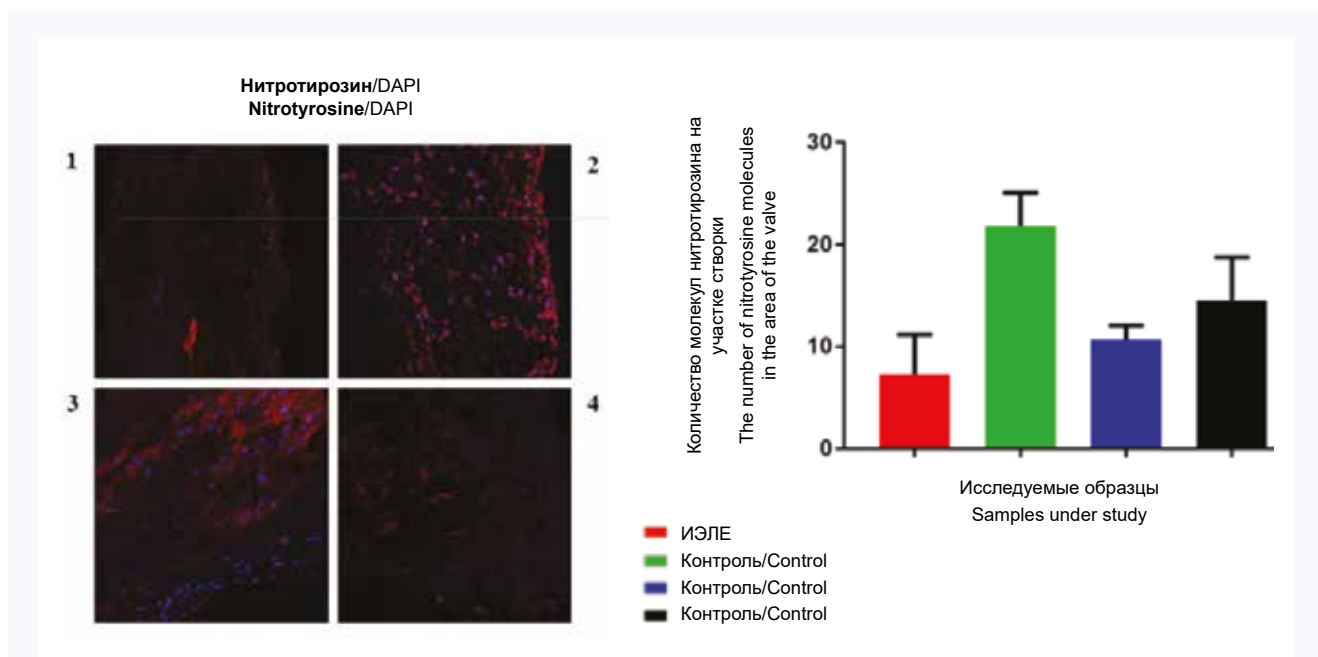 Нитротирозин/DAPI
Nitrotyrosine/DAPI
1
2
3
4
Количество молекул нитротирозина на
участке створки
The number of nitrotyrosine molecules
in the area of the valve
30
20
10
0
Исследуемые образцы
Samples under study
ИЭЛЕ
Контроль/Control
Контроль/Control
Контроль/Control